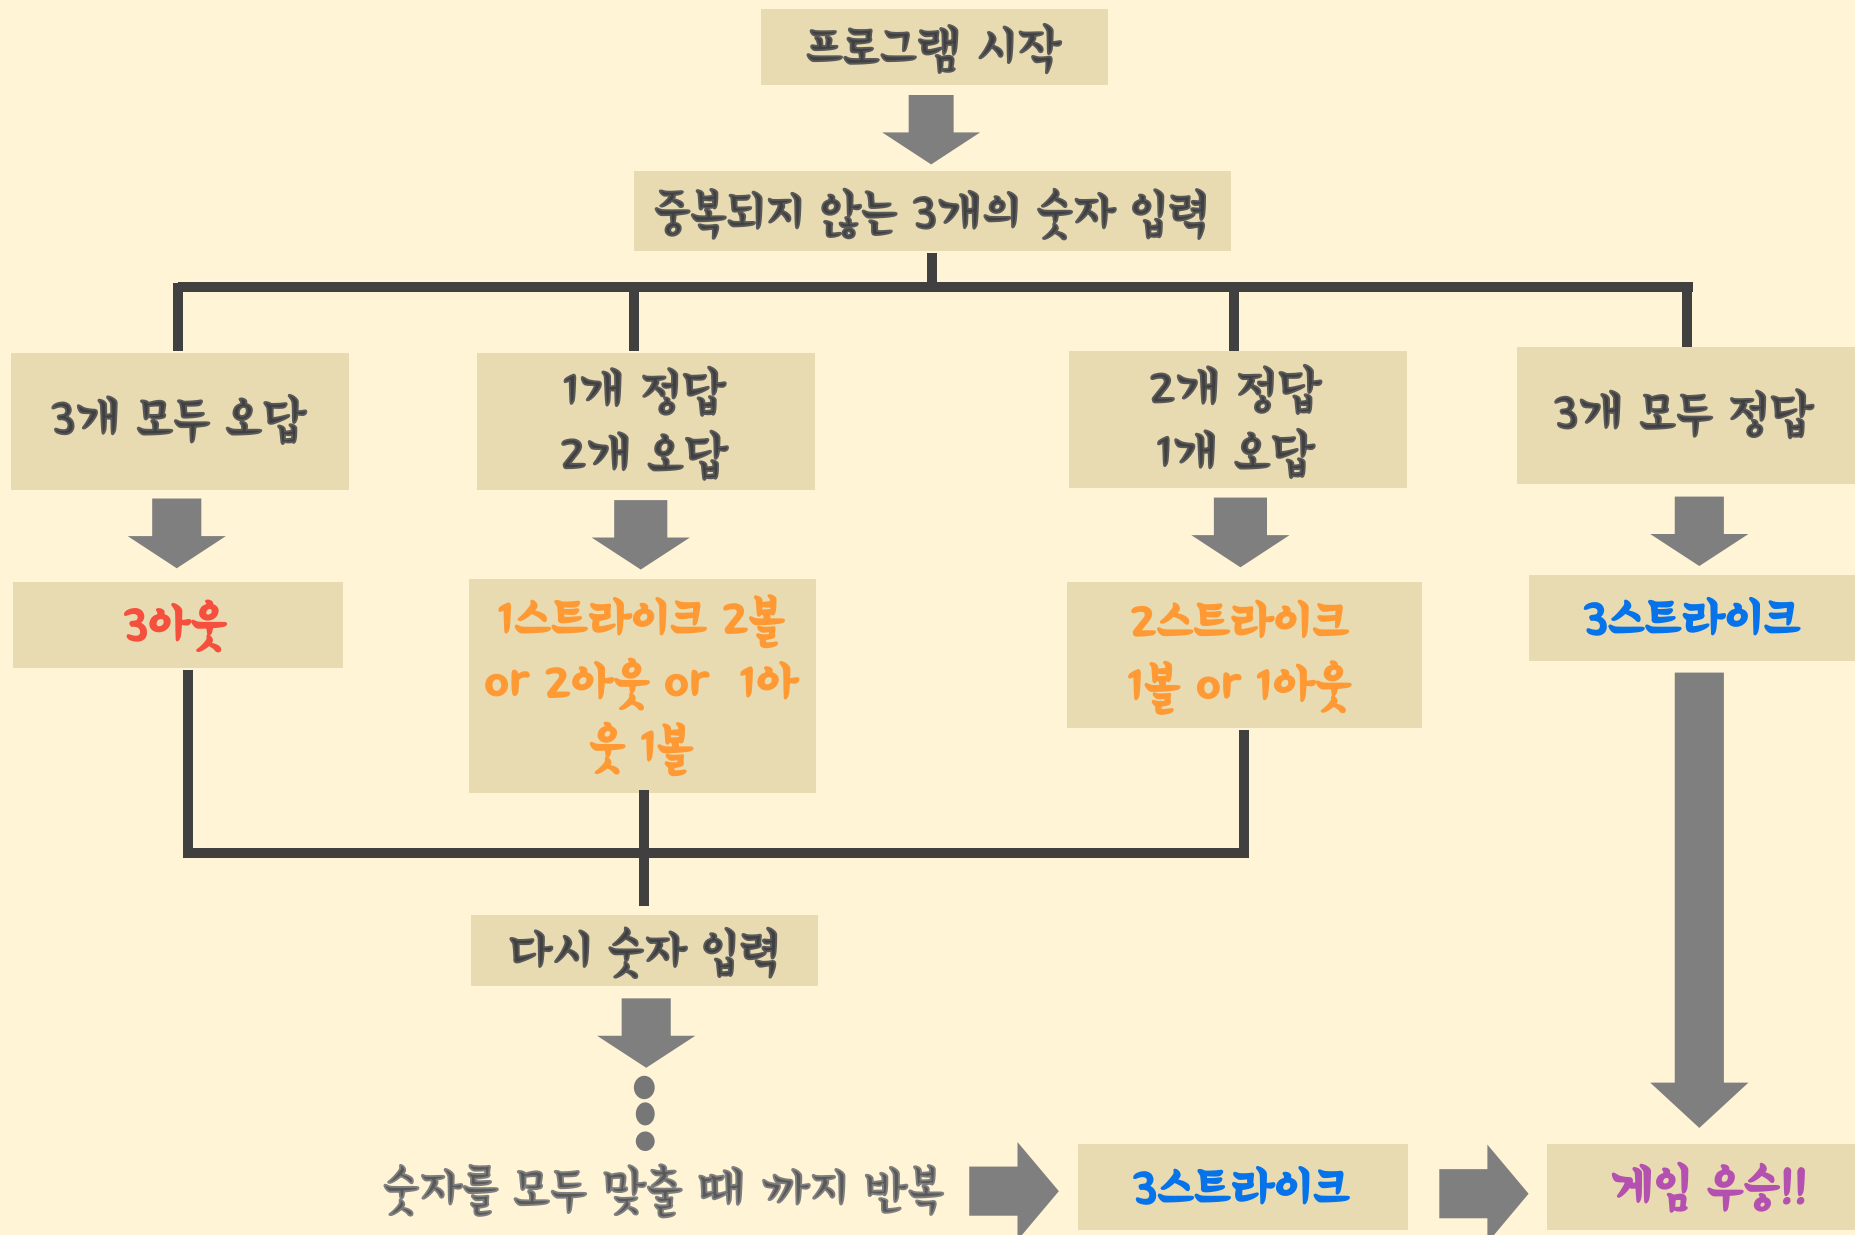 프로그램 시작
중복되지 않는 3개의 숫자 입력
3개 모두 오답
1개 정답
2개 오답
2개 정답
1개 오답
3개 모두 정답
3아웃
1스트라이크 2볼
or 2아웃 or 1아
웃 1볼
2스트라이크
1볼 or 1아웃
3스트라이크
다시 숫자 입력
숫자를 모두 맞출 때 까지 반복
3스트라이크
게임 우승!!